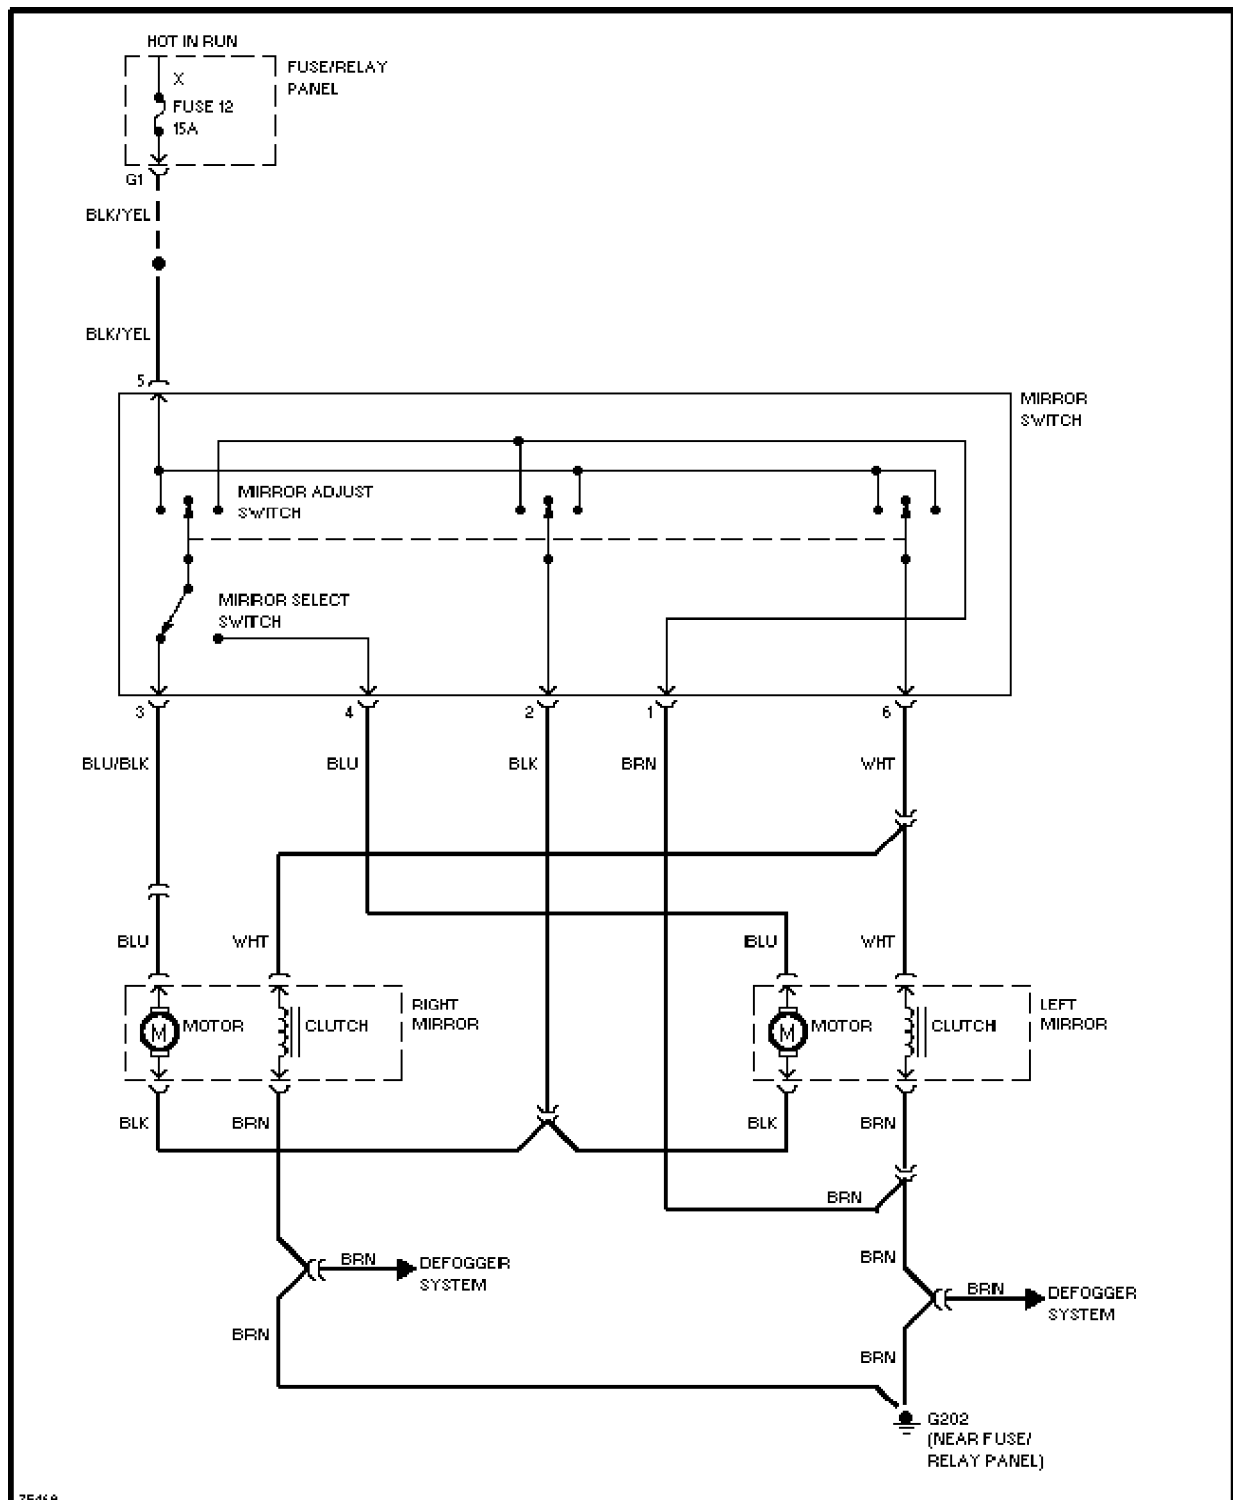 HOT IN RUN
FUSE/RELAY
PANEL
X
FUSE 12
15A
G1
BLK/YEL
BLK/YEL
5
MIRROR
SWITCH
MIRROR ADJUST
SWITCH
MIRROR SELECT
SWITCH
3
4
2
1
6
BLU/BLK
BLU
BLK
BRN
WHT
BLU
WHT
BLU
WHT
RIGHT
MIRROR
M
MOTOR
CLUTCH
LEFT
MIRROR
M
MOTOR
CLUTCH
BLK
BRN
BLK
BRN
BRN
BRN
DEFOGGER
SYSTEM
BRN
BRN
DEFOGGER
SYSTEM
BRN
BRN
G202
(NEAR FUSE/
RELAY PANEL)